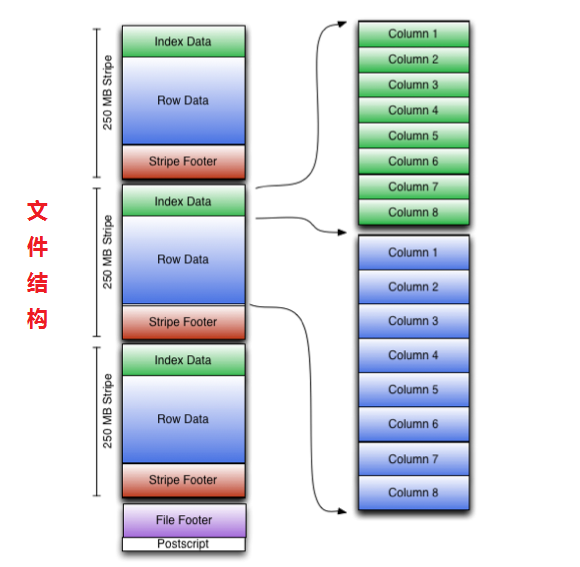 文
件
结
构
250 MB Stripe
Index Data
Row Data
Stripe Footer
250 MB Stripe
Index Data
Row Data
Stripe Footer
250 MB Stripe
Index Data
Row Data
Stripe Footer
File Footer
Postscript
Column 1
Column 2
Column 3
Column 4
Column 5
Column 6
Column 7
Column 8
Column 1
Column 2
Column 3
Column 4
Column 5
Column 6
Column 7
Column 8